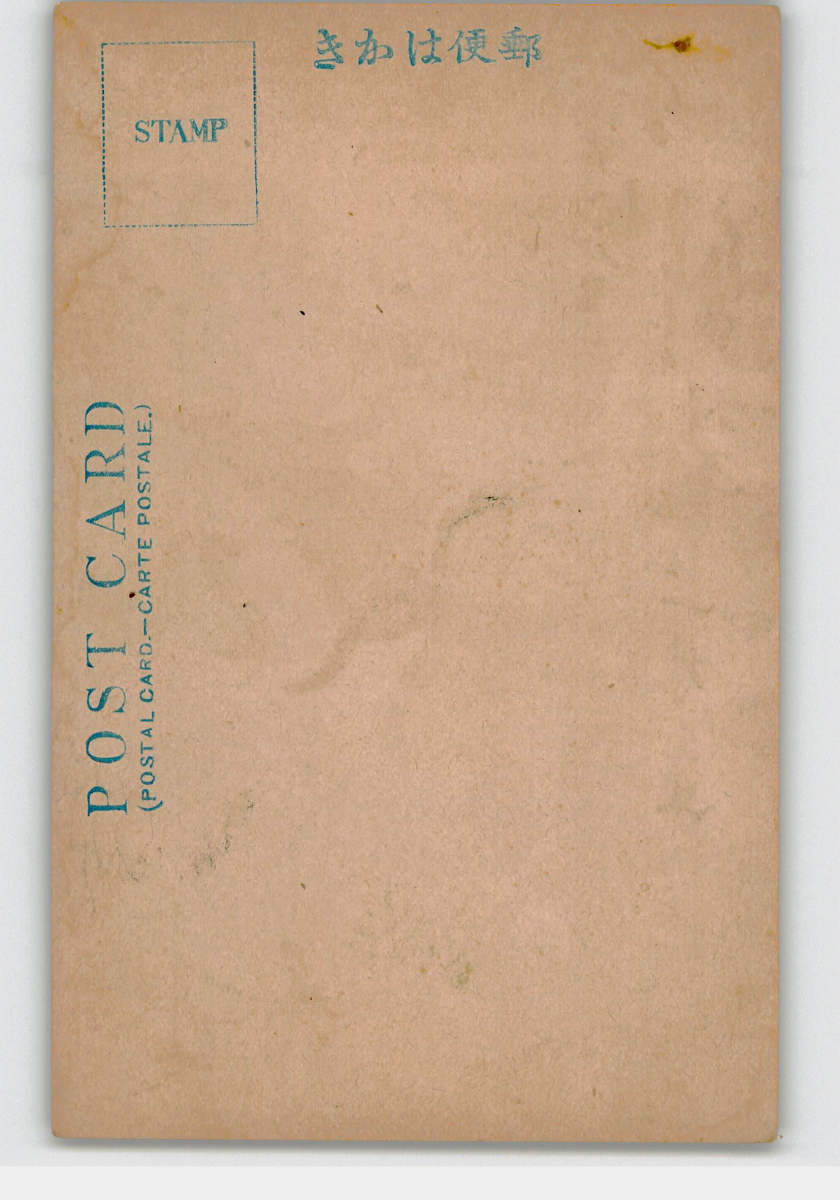 郵便はかき
STAMP
POST CARD
(POSTAL CARD.—CARTE POSTALE.)